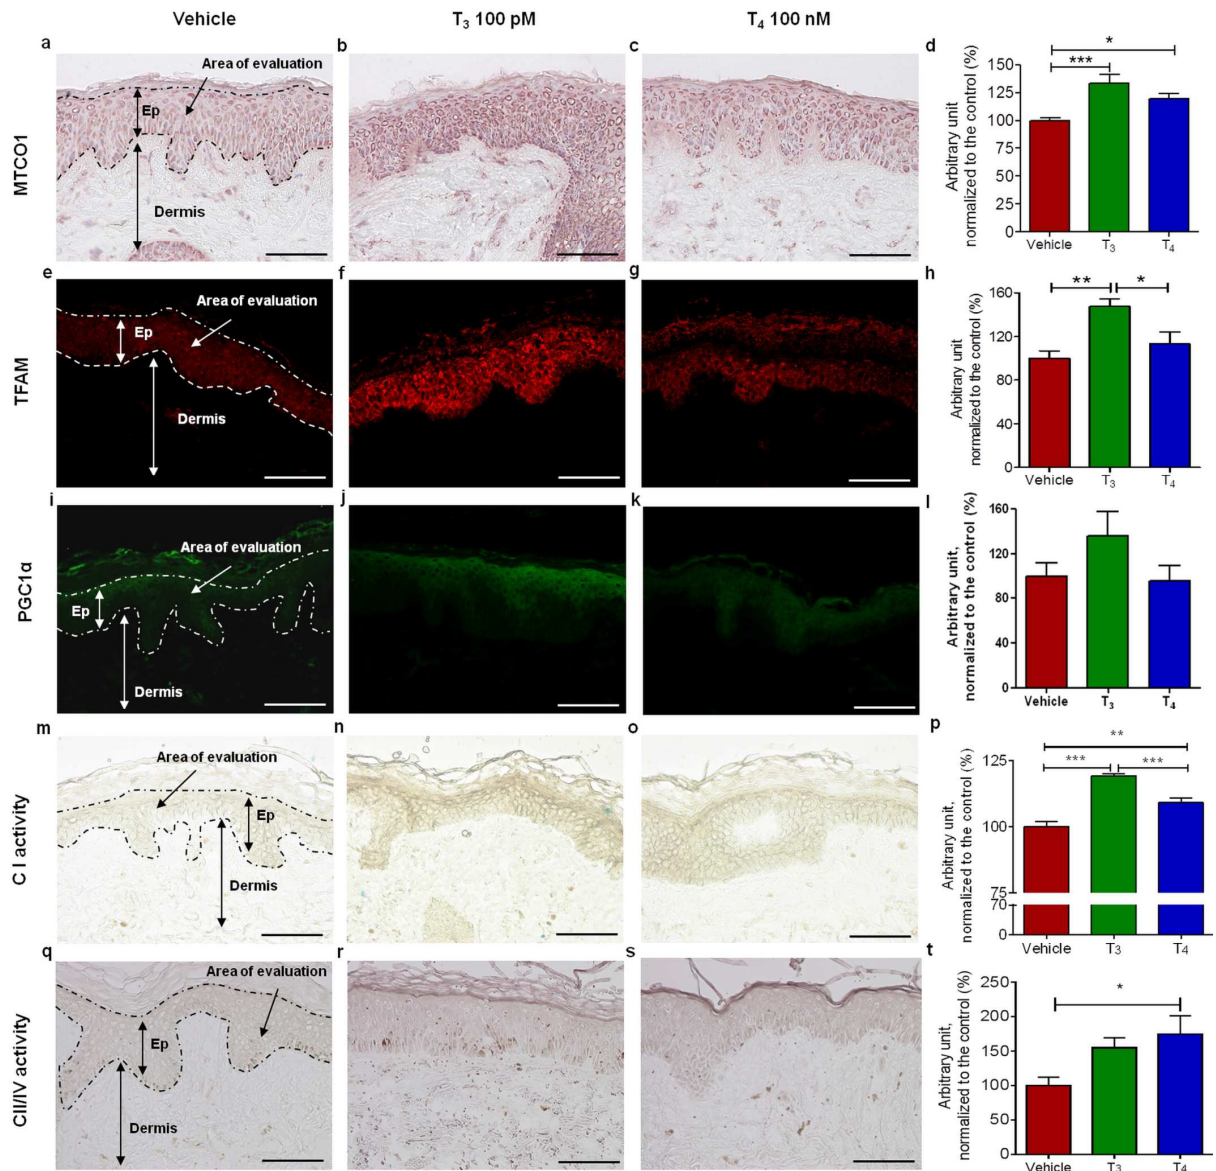 Vehicle
T₃ 100 pM
T₄ 100 nM
MTCO1
a
Area of evaluation
Ep
Dermis
b
c
d
Arbitrary unit
normalized to the control (%)
150
125
100
75
50
25
0
***
*
Vehicle
T₃
T₄
TFAM
e
Area of evaluation
Ep
Dermis
f
g
h
Arbitrary unit
normalized to the control (%)
160
120
80
40
0
**
*
Vehicle
T₃
T₄
PGC1α
i
Area of evaluation
Ep
Dermis
j
k
l
Arbitrary unit,
normalized to the control (%)
160
120
80
40
0
Vehicle
T₃
T₄
C I activity
m
Area of evaluation
Ep
Dermis
n
o
p
Arbitrary unit,
normalized to the control (%)
125
100
75
70
0
**
***
***
Vehicle
T₃
T₄
CII/IV activity
q
Area of evaluation
Ep
Dermis
r
s
t
Arbitrary unit,
normalized to the control (%)
250
200
150
100
50
0
*
Vehicle
T₃
T₄